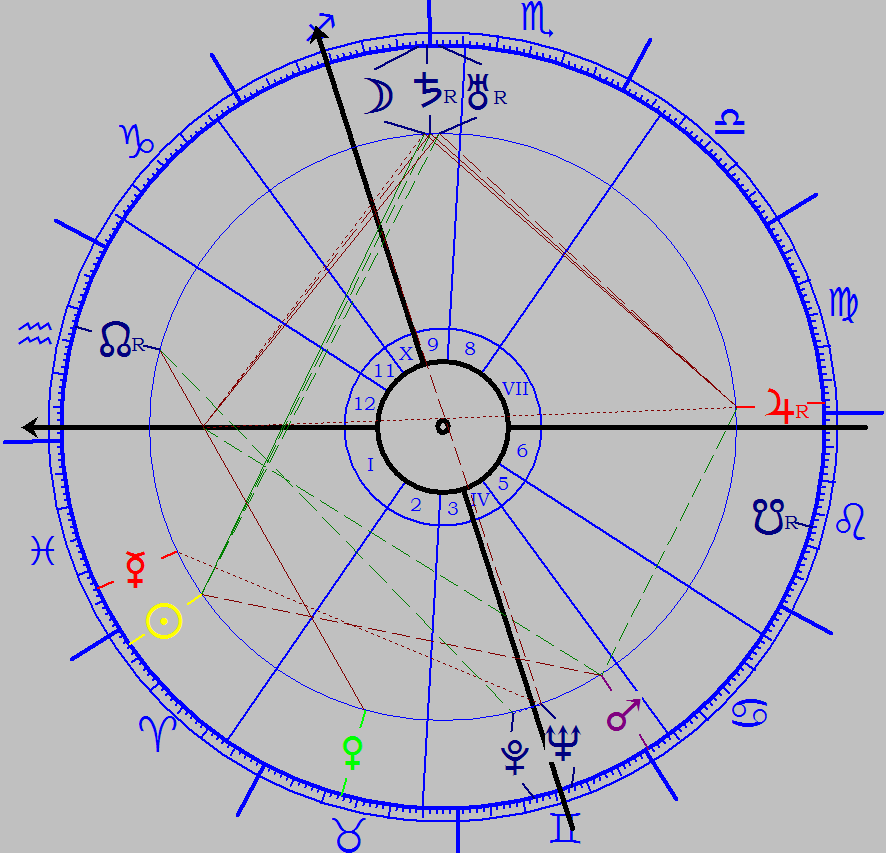 ♐ ♏
☽ ♄R ♅R
♑ ♎
☊R
♒ ♍
9 8
X
11 VII
12
♃R
I 6
5
2 3 IV
☋R ♌
♓ ☿
☉
♈ ♀ ♇ ♆ ♂ ♋
♉ ♊